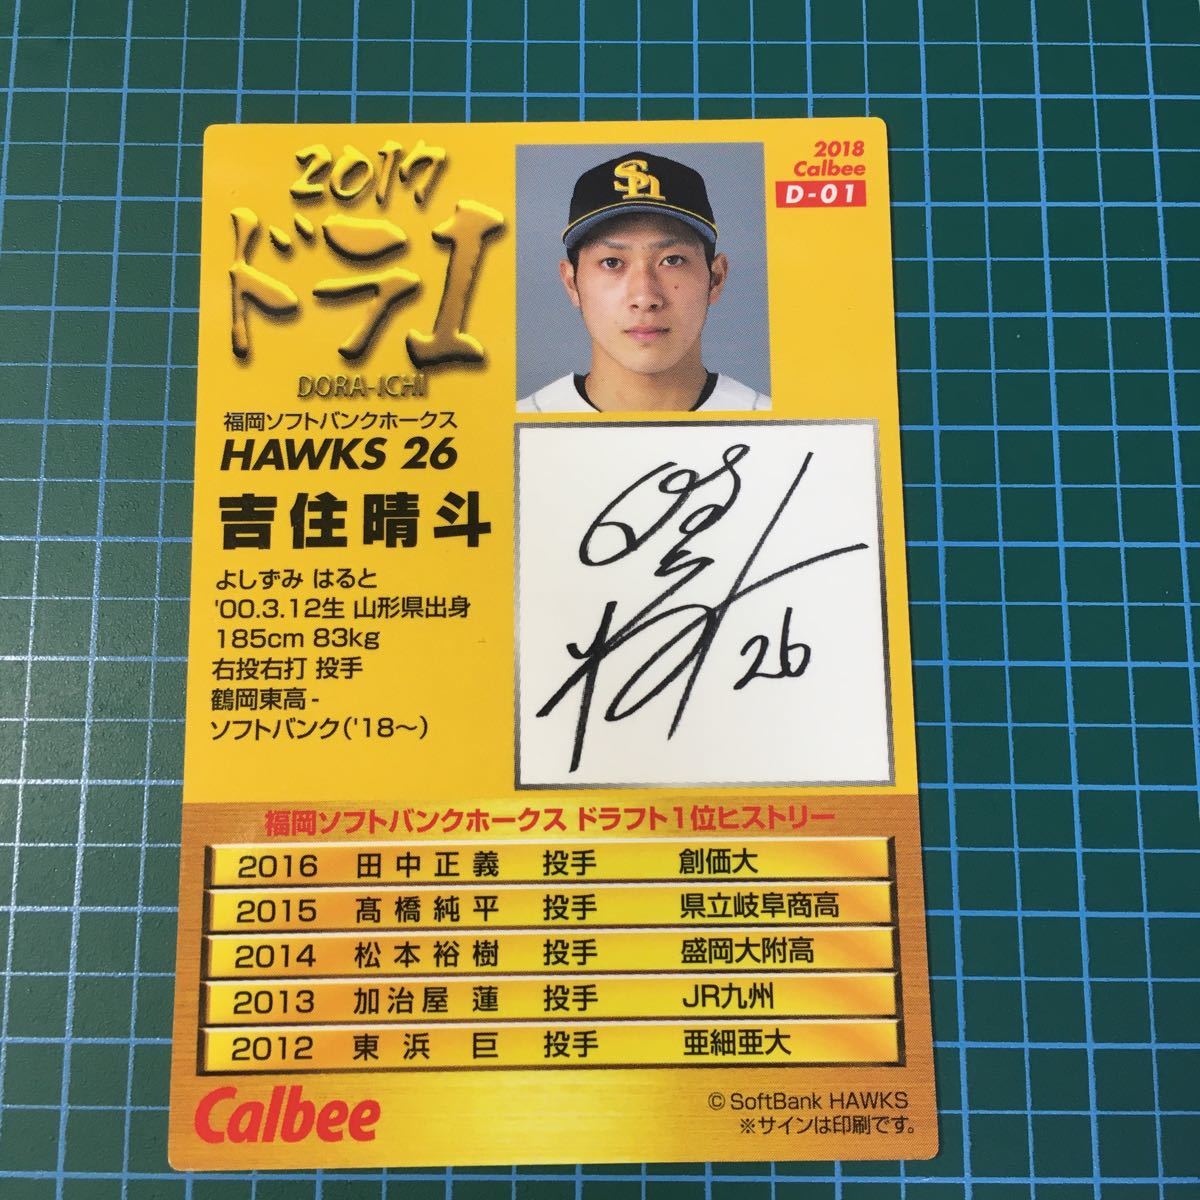 2017
ドラ1
DORA-ICHI
2018
Calbee
D-01
Sh
福岡ソフトバンクホークス
HAWKS 26
吉住晴斗
よしずみ はると
'00.3.12生 山形県出身
185cm 83kg
右投右打 投手
鶴岡東高-
ソフトバンク('18〜)
26
福岡ソフトバンクホークス ドラフト1位ヒストリー
2016 田中正義 投手 創価大
2015 髙橋純平 投手 県立岐阜商高
2014 松本裕樹 投手 盛岡大附高
2013 加治屋 蓮 投手 JR九州
2012 東浜 巨 投手 亜細亜大
Calbee
© SoftBank HAWKS
※サインは印刷です。